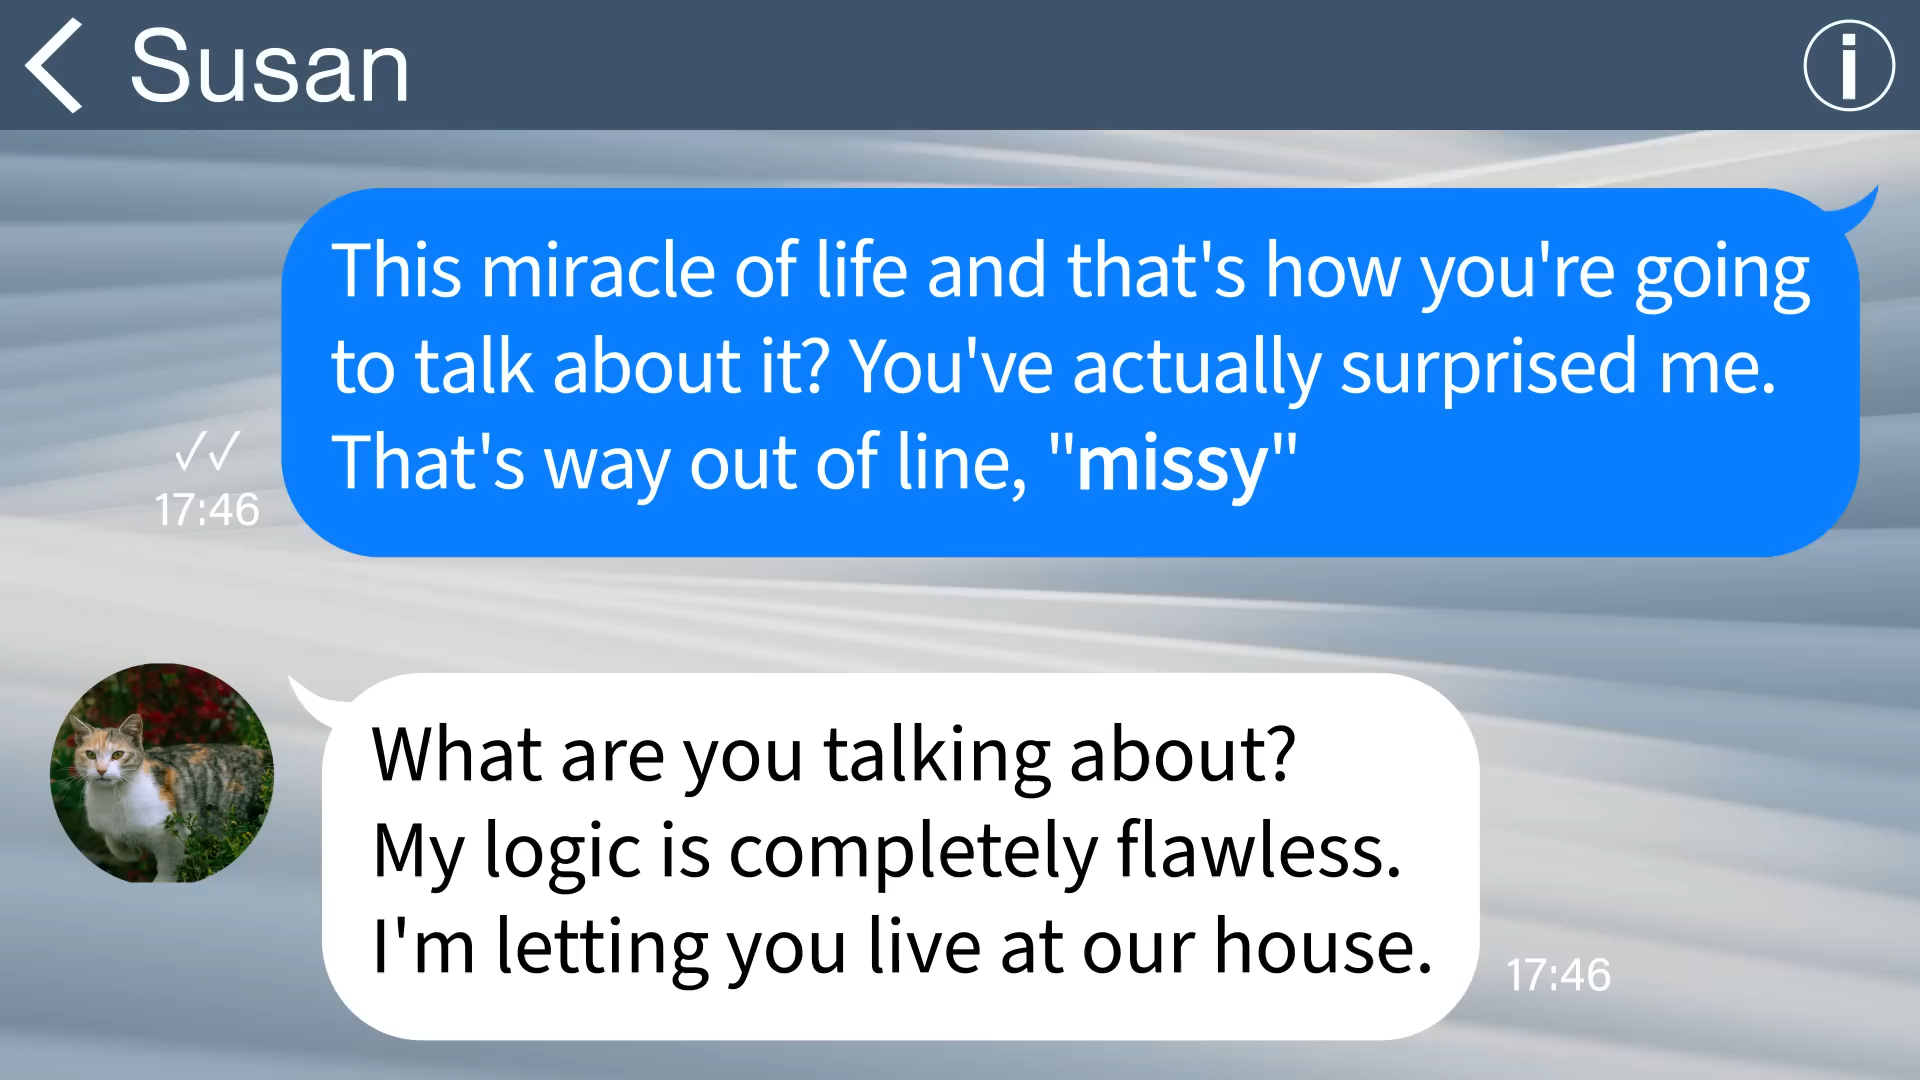 Susan
This miracle of life and that's how you're going
to talk about it? You've actually surprised me.
That's way out of line, "missy"
17:46
What are you talking about?
My logic is completely flawless.
I'm letting you live at our house.
17:46